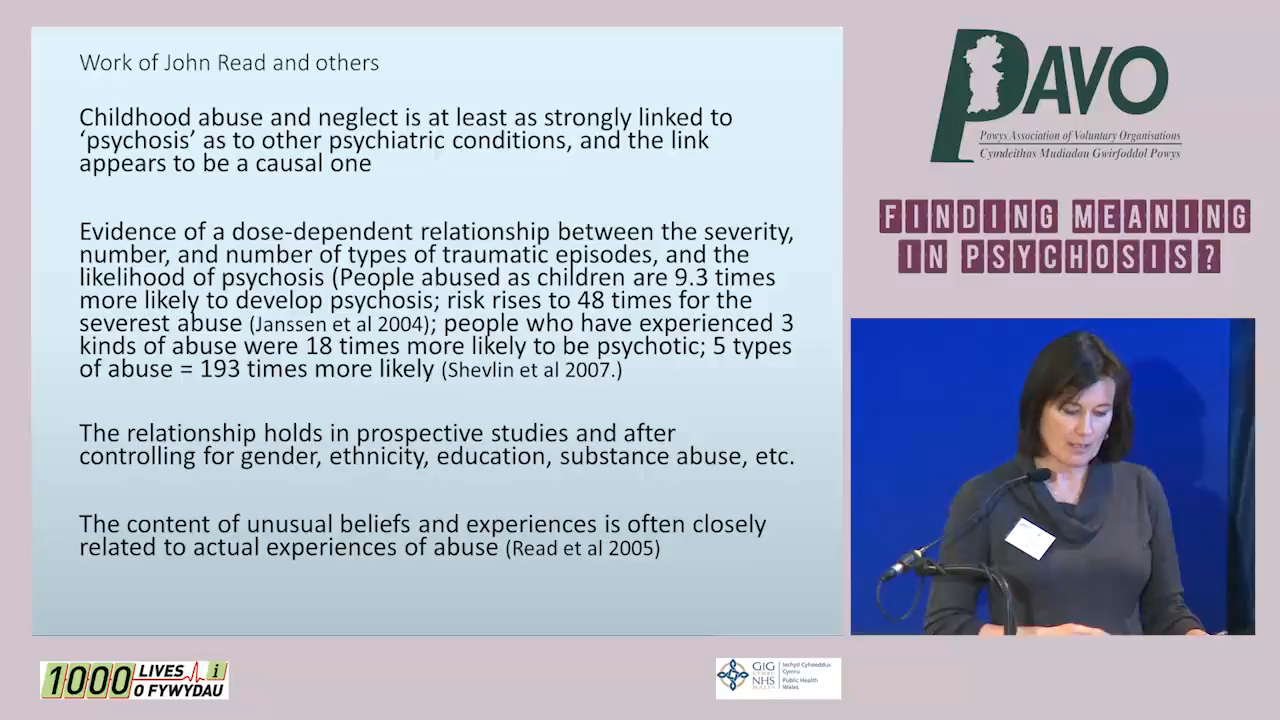 Work of John Read and others
Childhood abuse and neglect is at least as strongly linked to
‘psychosis’ as to other psychiatric conditions, and the link
appears to be a causal one
Evidence of a dose-dependent relationship between the severity,
number, and number of types of traumatic episodes, and the
likelihood of psychosis (People abused as children are 9.3 times
more likely to develop psychosis; risk rises to 48 times for the
severest abuse (Janssen et al 2004); people who have experienced 3
kinds of abuse were 18 times more likely to be psychotic; 5 types
of abuse = 193 times more likely (Shevlin et al 2007.)
The relationship holds in prospective studies and after
controlling for gender, ethnicity, education, substance abuse, etc.
The content of unusual beliefs and experiences is often closely
related to actual experiences of abuse (Read et al 2005)
PAVO
Powys Association of Voluntary Organisations
Cymdeithas Mudiadau Gwirfoddol Powys
FINDING MEANING
IN PSYCHOSIS?
1000 LIVES i
O FYWYDAU
GIG
CYMRU
NHS
WALES
Iechyd Cyhoeddus
Cymru
Public Health
Wales